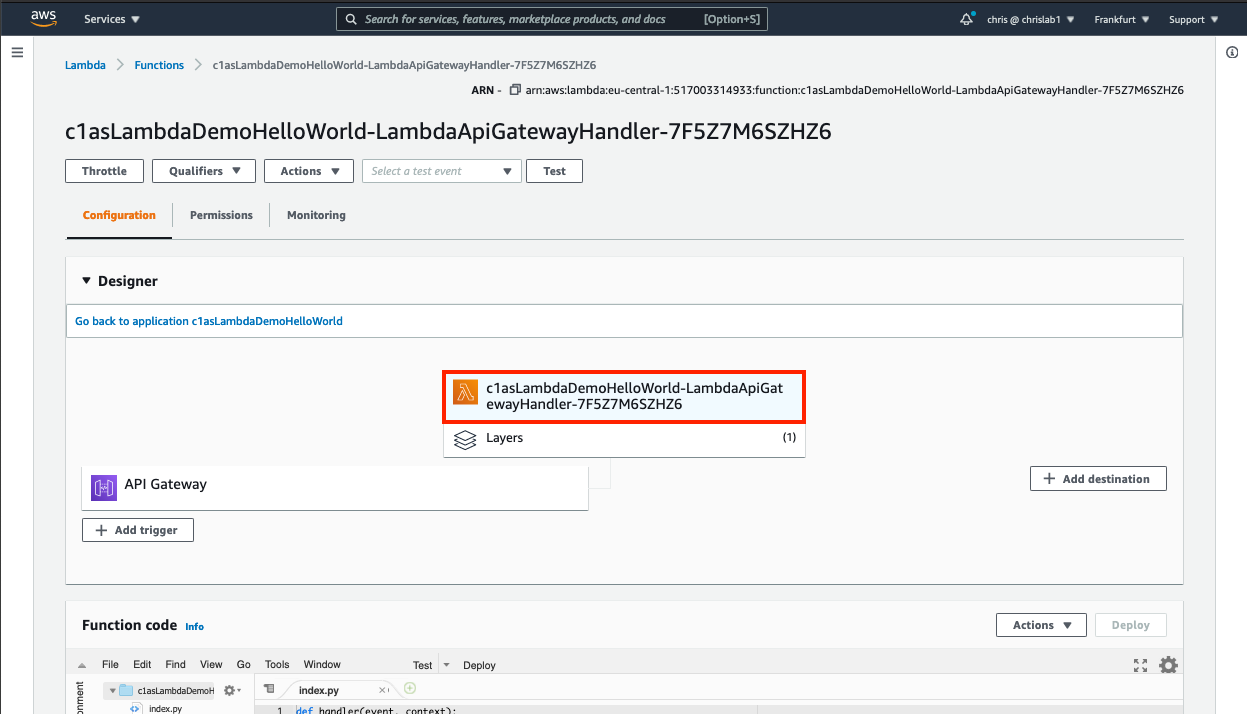 aws Services Search for services, features, marketplace products, and docs [Option+S] chris @ chrislab1 Frankfurt Support
Lambda Functions c1asLambdaDemoHelloWorld-LambdaApiGatewayHandler-7F5Z7M6SZHZ6
ARN - arn:aws:lambda:eu-central-1:517003314933:function:c1asLambdaDemoHelloWorld-LambdaApiGatewayHandler-7F5Z7M6SZHZ6
c1asLambdaDemoHelloWorld-LambdaApiGatewayHandler-7F5Z7M6SZHZ6
Throttle Qualifiers Actions Select a test event Test
Configuration Permissions Monitoring
Designer
Go back to application c1asLambdaDemoHelloWorld
c1asLambdaDemoHelloWorld-LambdaApiGat
ewayHandler-7F5Z7M6SZHZ6
Layers (1)
API Gateway
+ Add destination
+ Add trigger
Function code Info Actions Deploy
File Edit Find View Go Tools Window Test Deploy
c1asLambdaDemoH index.py
nment
index.py
1 def handler(event, context):